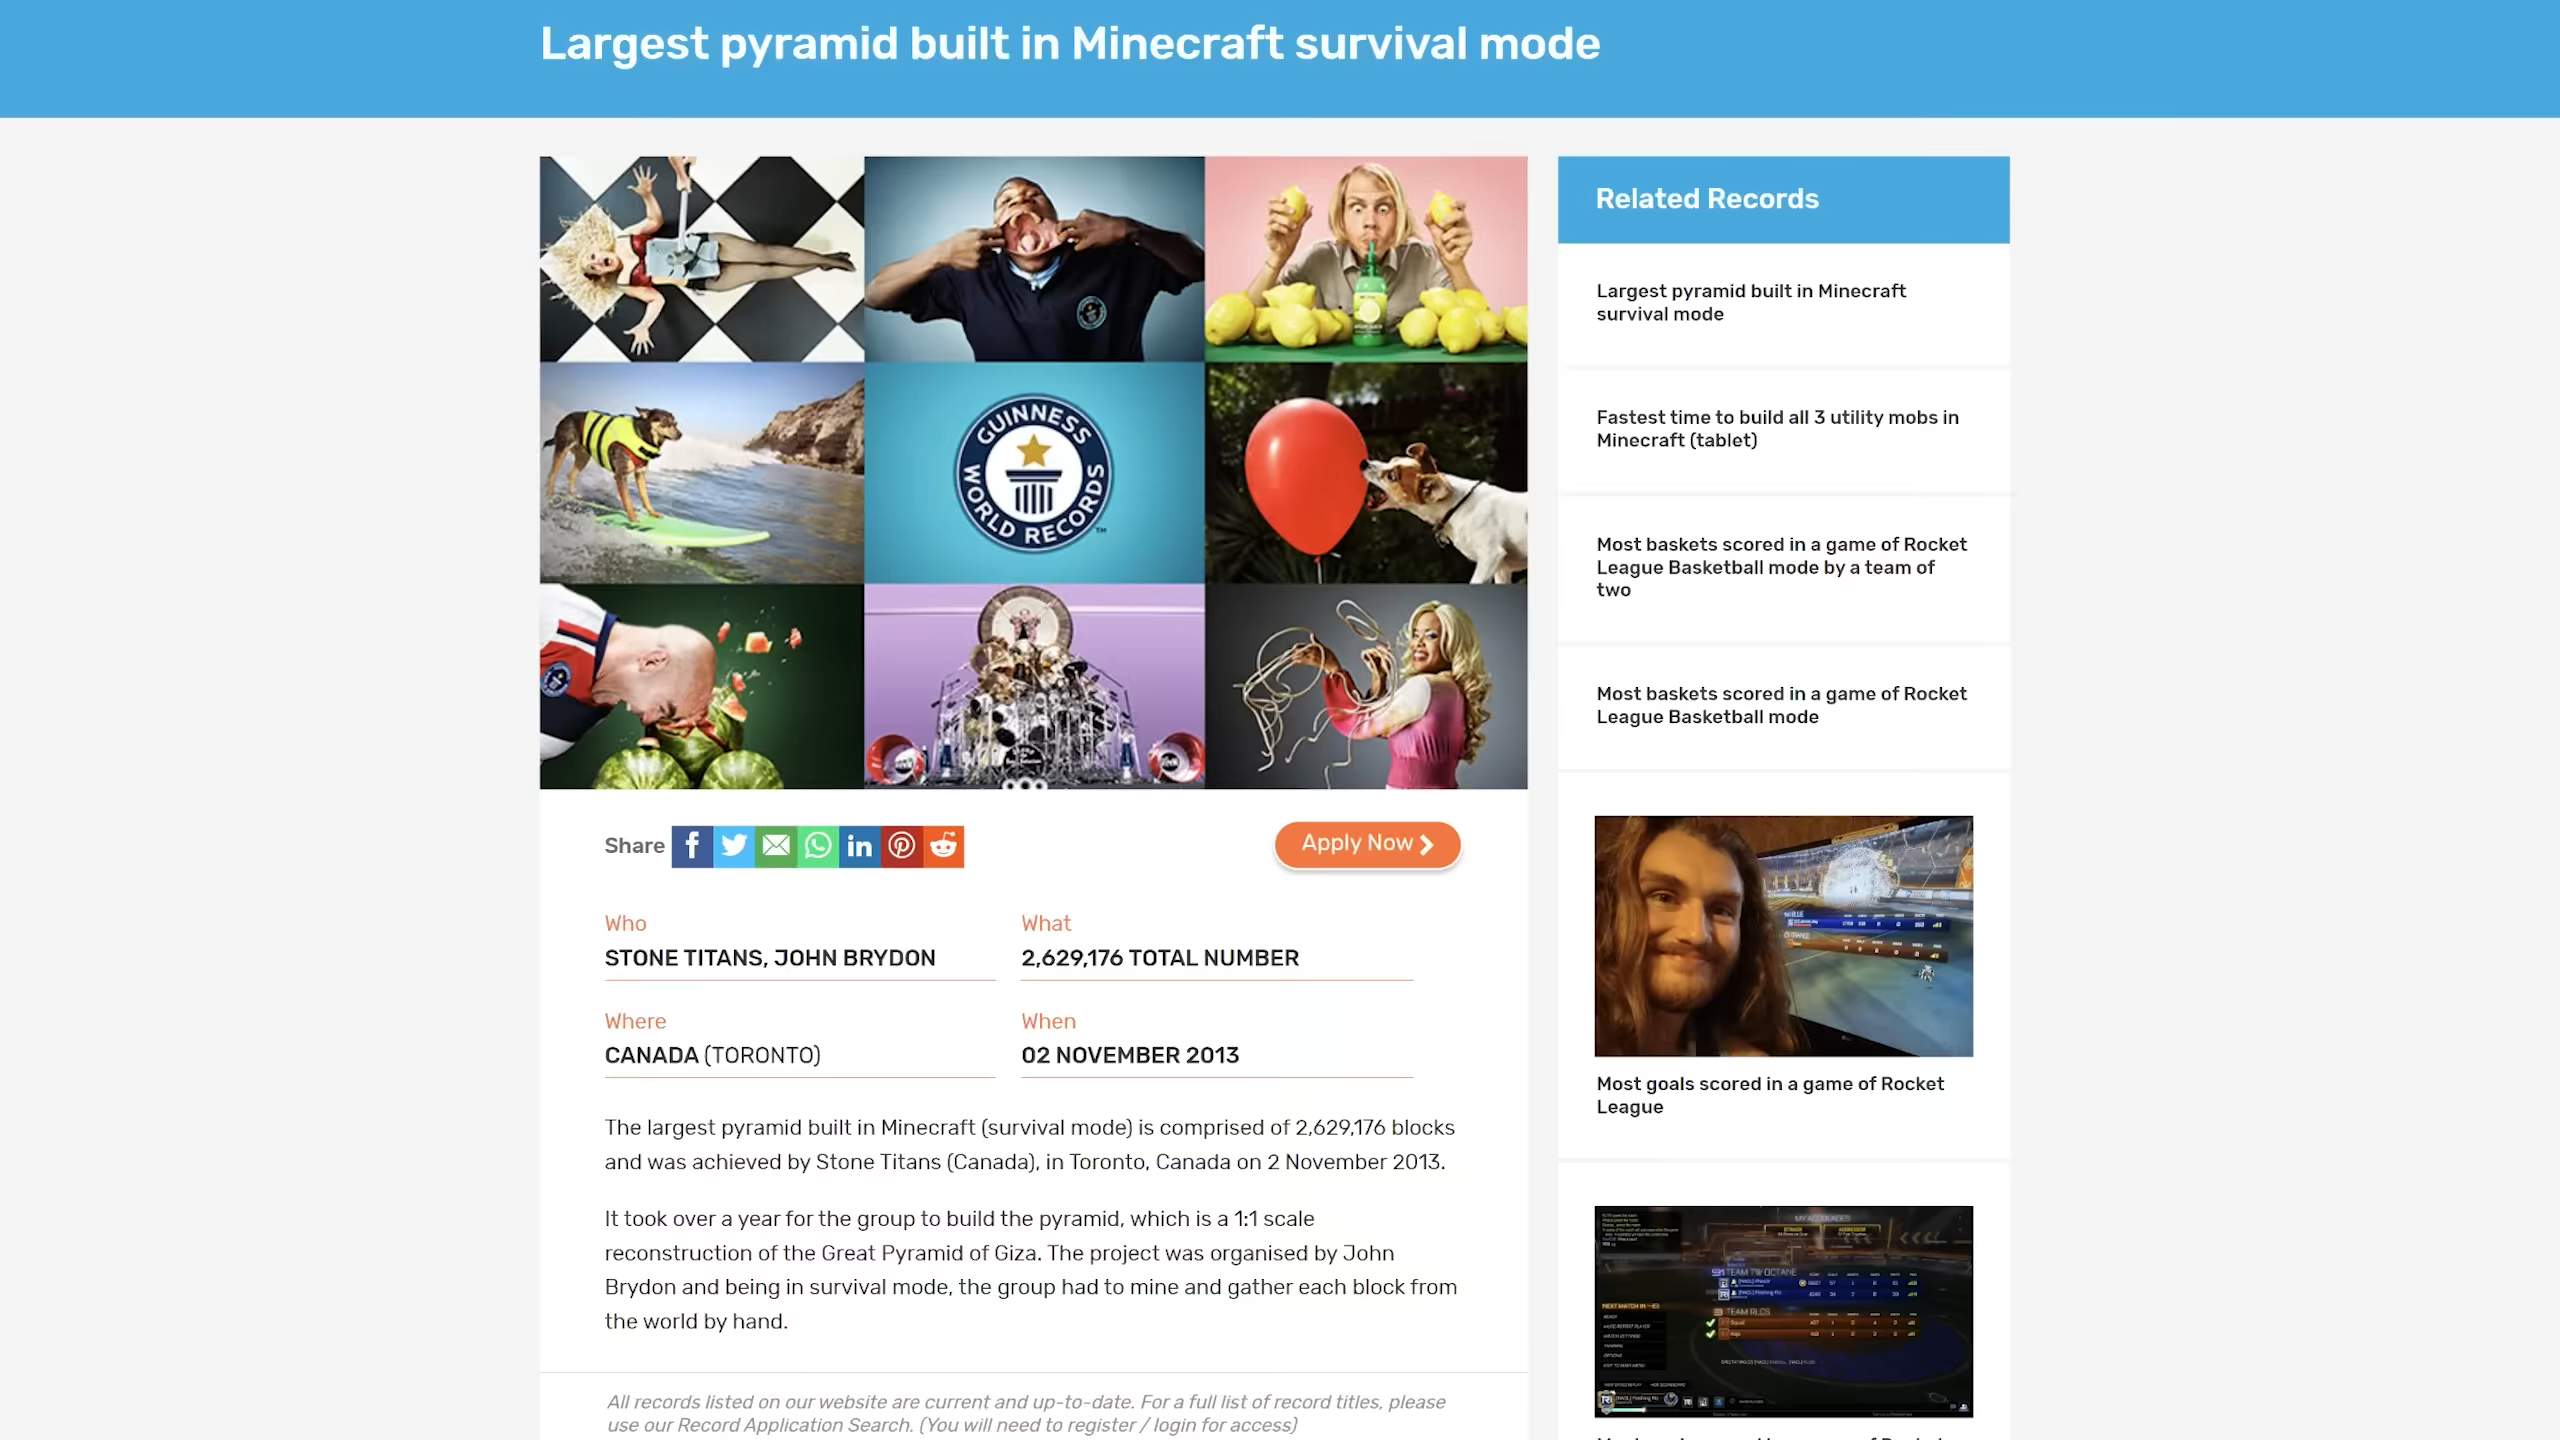 Largest pyramid built in Minecraft survival mode
GUINNESS
WORLD RECORDS
TM
Share
Apply Now
Who
STONE TITANS, JOHN BRYDON
What
2,629,176 TOTAL NUMBER
Where
CANADA (TORONTO)
When
02 NOVEMBER 2013
The largest pyramid built in Minecraft (survival mode) is comprised of 2,629,176 blocks
and was achieved by Stone Titans (Canada), in Toronto, Canada on 2 November 2013.
It took over a year for the group to build the pyramid, which is a 1:1 scale
reconstruction of the Great Pyramid of Giza. The project was organised by John
Brydon and being in survival mode, the group had to mine and gather each block from
the world by hand.
All records listed on our website are current and up-to-date. For a full list of record titles, please
use our Record Application Search. (You will need to register / login for access)
Related Records
Largest pyramid built in Minecraft
survival mode
Fastest time to build all 3 utility mobs in
Minecraft (tablet)
Most baskets scored in a game of Rocket
League Basketball mode by a team of
two
Most baskets scored in a game of Rocket
League Basketball mode
Most goals scored in a game of Rocket
League
MY ACCOLADES
TEAM TW OCTANE
TEAM RLCS